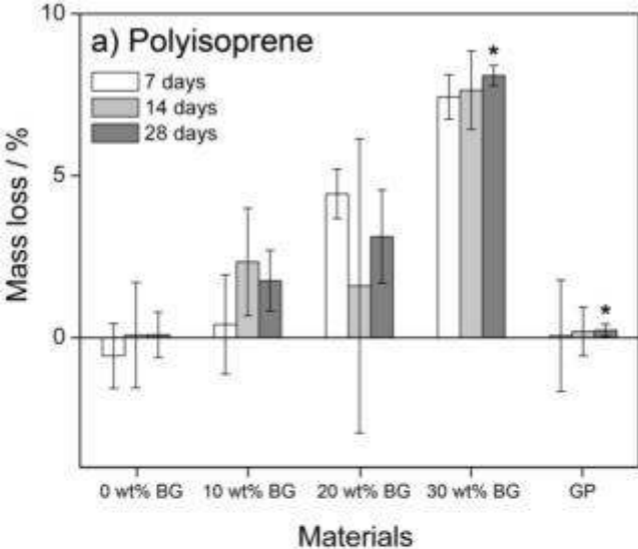 10
a) Polyisoprene
7 days
14 days
28 days
*
5
Mass loss / %
0
*
0 wt% BG 10 wt% BG 20 wt% BG 30 wt% BG GP
Materials